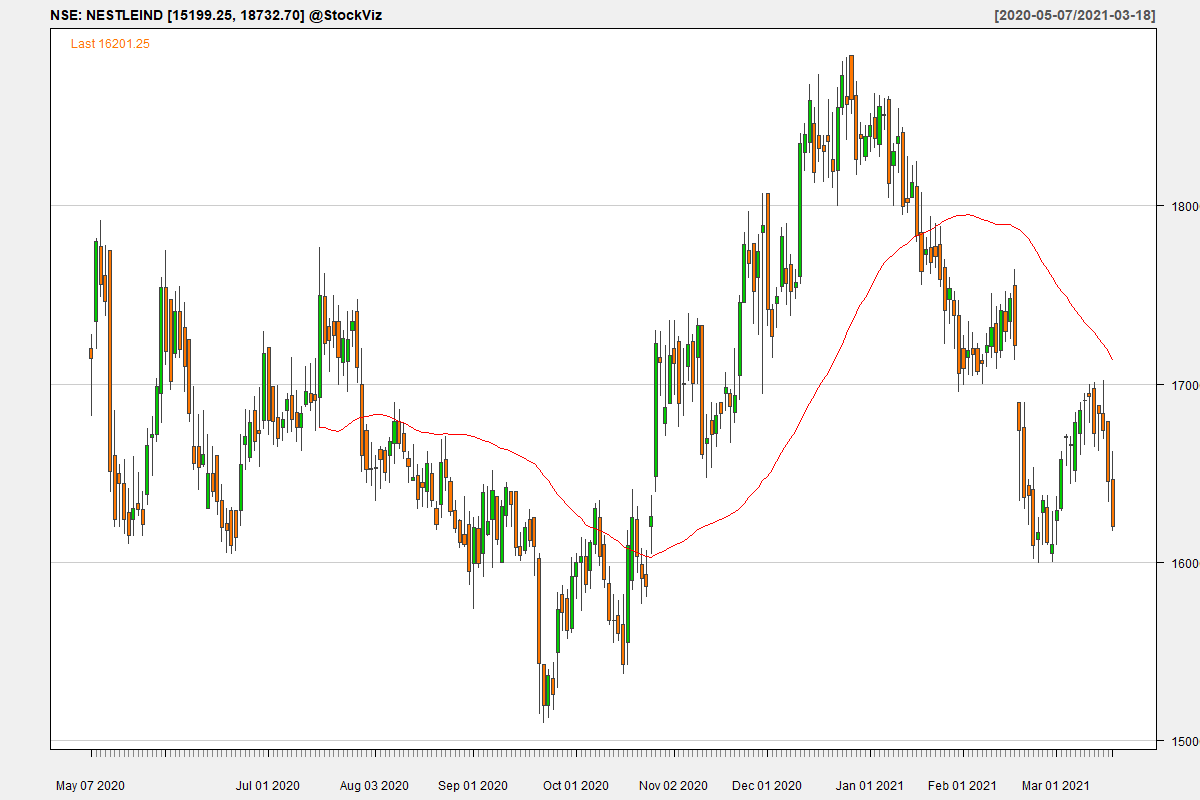 NSE: NESTLEIND [15199.25, 18732.70] @StockViz [2020-05-07/2021-03-18]
Last 16201.25
1800
1700
1600
1500
May 07 2020 Jul 01 2020 Aug 03 2020 Sep 01 2020 Oct 01 2020 Nov 02 2020 Dec 01 2020 Jan 01 2021 Feb 01 2021 Mar 01 2021